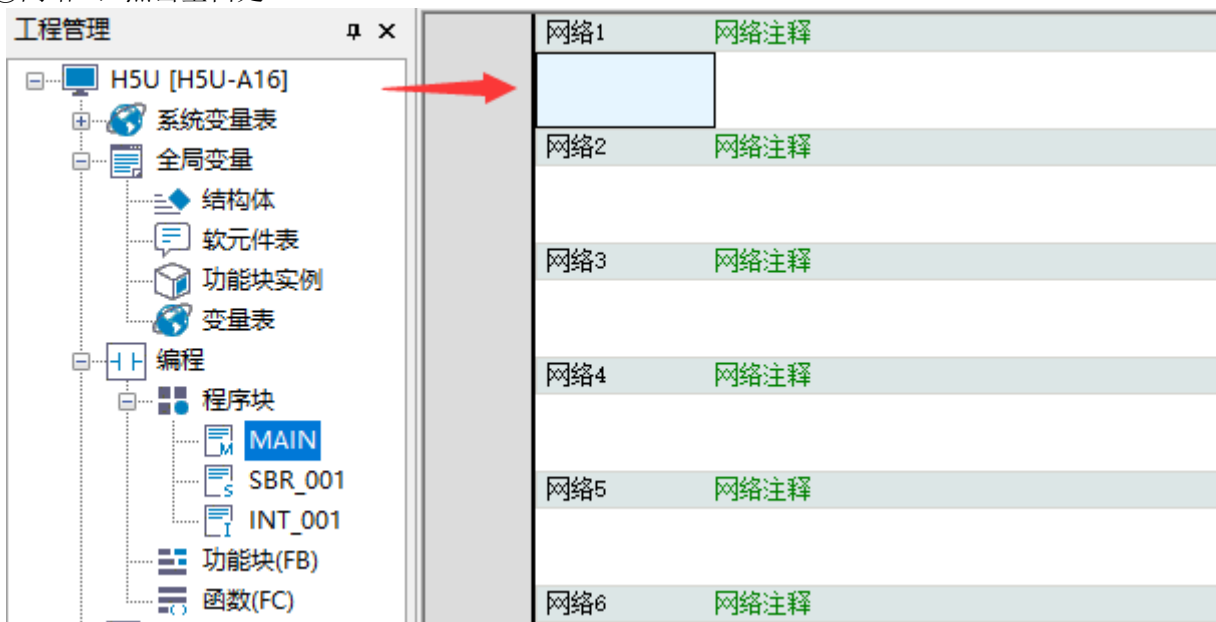 工程管理
H5U [H5U-A16]
系统变量表
全局变量
结构体
软元件表
功能块实例
变量表
编程
程序块
MAIN
SBR_001
INT_001
功能块(FB)
函数(FC)
网络1 网络注释
网络2 网络注释
网络3 网络注释
网络4 网络注释
网络5 网络注释
网络6 网络注释